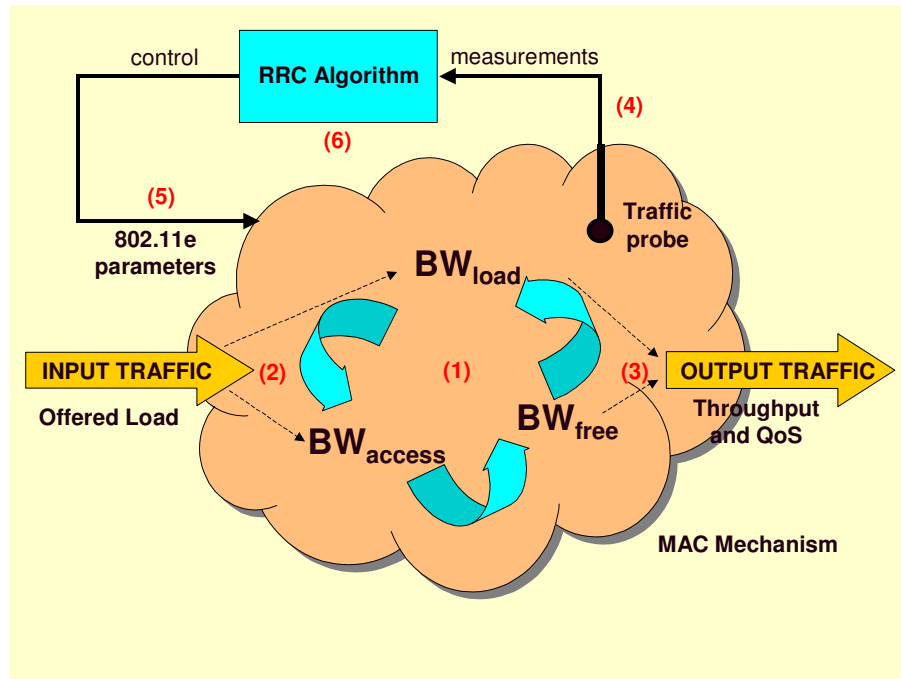 control
RRC Algorithm
measurements
(4)
(6)
(5)
802.11e
parameters
Traffic
probe
BWload
INPUT TRAFFIC
(2)
(1)
(3)
OUTPUT TRAFFIC
Offered Load
BWaccess
BWfree
Throughput
and QoS
MAC Mechanism